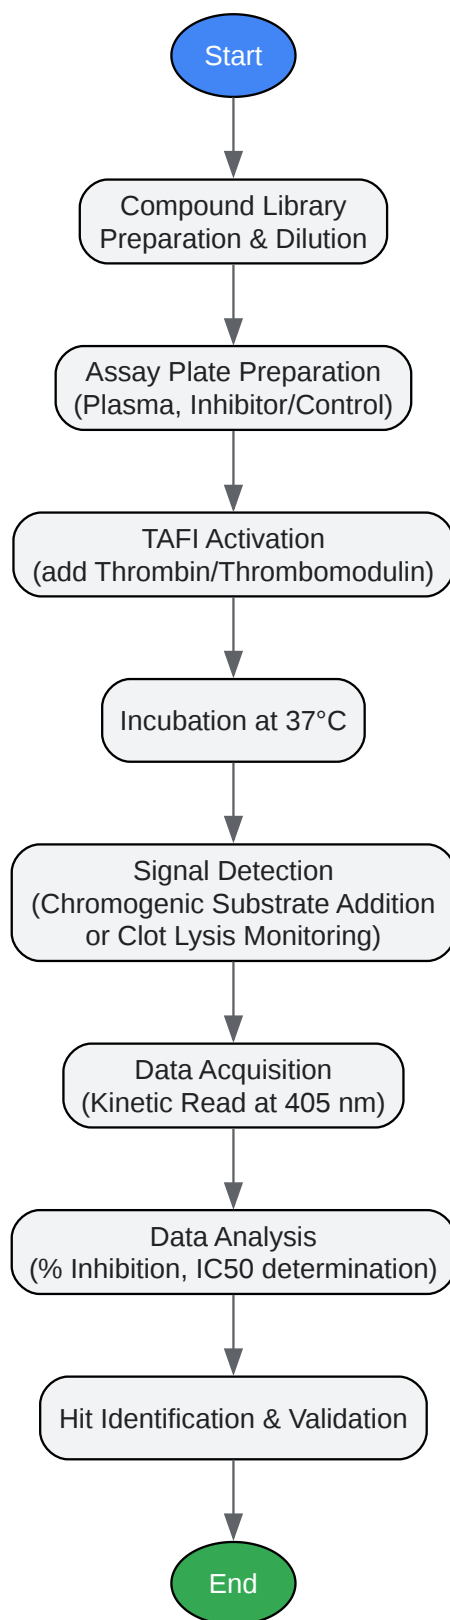 Start
Compound Library
Preparation & Dilution
Assay Plate Preparation
(Plasma, Inhibitor/Control)
TAFI Activation
(add Thrombin/Thrombomodulin)
Incubation at 37°C
Signal Detection
(Chromogenic Substrate Addition
or Clot Lysis Monitoring)
Data Acquisition
(Kinetic Read at 405 nm)
Data Analysis
(% Inhibition, IC50 determination)
Hit Identification & Validation
End